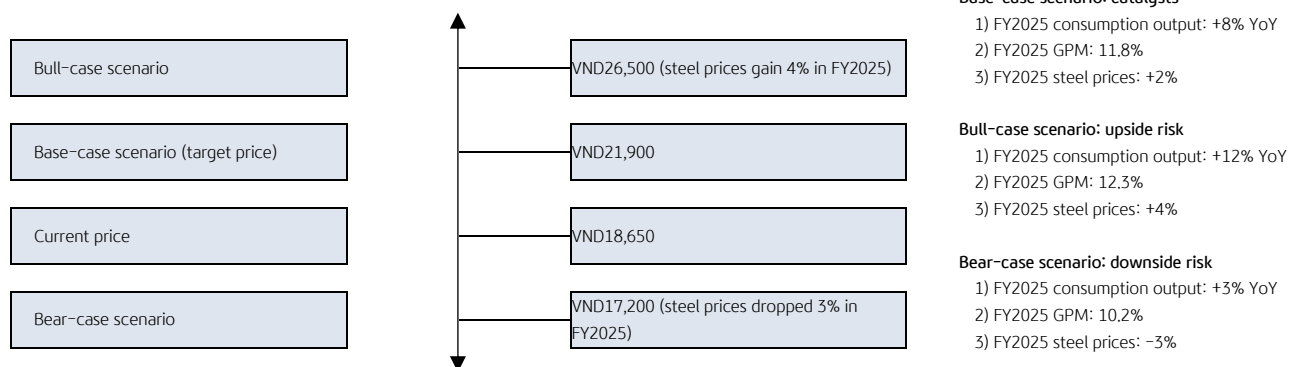 Bull-case scenario
VND26,500 (steel prices gain 4% in FY2025)
Base-case scenario (target price)
VND21,900
Current price
VND18,650
Bear-case scenario
VND17,200 (steel prices dropped 3% in
FY2025)
Base-case scenario: catalysts
1) FY2025 consumption output: +8% YoY
2) FY2025 GPM: 11.8%
3) FY2025 steel prices: +2%
Bull-case scenario: upside risk
1) FY2025 consumption output: +12% YoY
2) FY2025 GPM: 12.3%
3) FY2025 steel prices: +4%
Bear-case scenario: downside risk
1) FY2025 consumption output: +3% YoY
2) FY2025 GPM: 10.2%
3) FY2025 steel prices: -3%